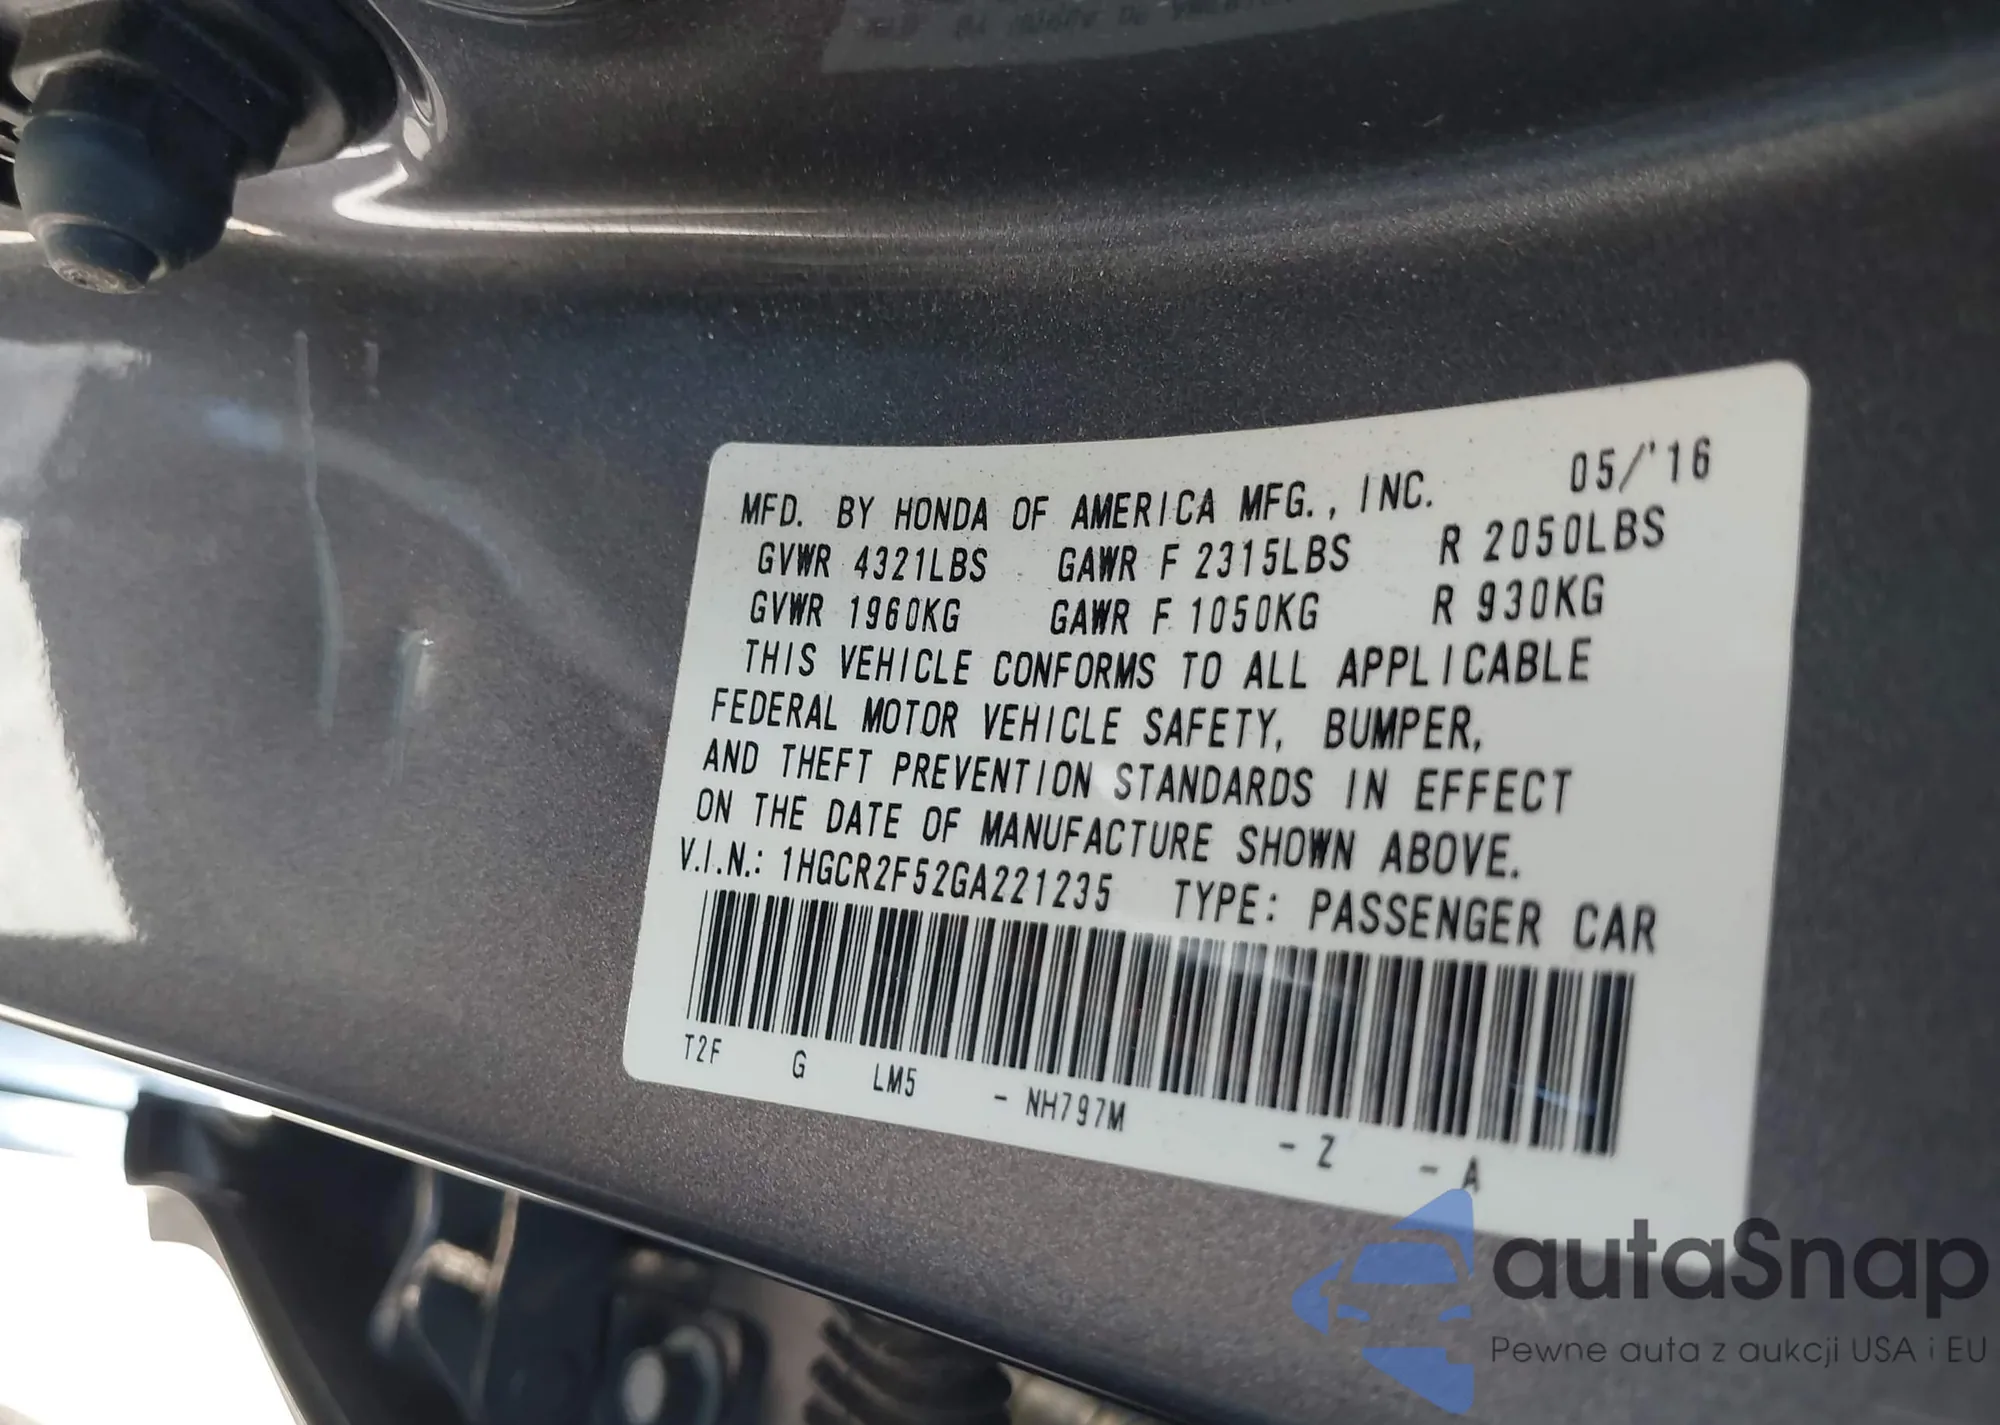 MFD. BY HONDA OF AMERICA MFG., INC. 05/'16
GVWR 4321LBS GAWR F 2315LBS R 2050LBS
GVWR 1960KG GAWR F 1050KG R 930KG
THIS VEHICLE CONFORMS TO ALL APPLICABLE
FEDERAL MOTOR VEHICLE SAFETY, BUMPER,
AND THEFT PREVENTION STANDARDS IN EFFECT
ON THE DATE OF MANUFACTURE SHOWN ABOVE.
V.I.N.: 1HGCR2F52GA221235 TYPE: PASSENGER CAR
T2F G LM5 - NH797M - Z - A
autaSnap
Pewne auta z aukcji USA i EU